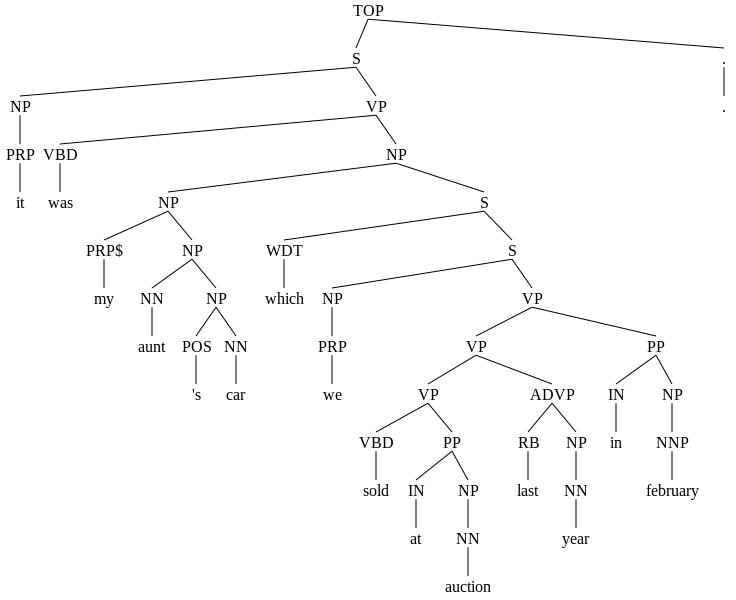 TOP
S .
NP VP .
PRP VBD NP
it was NP S
PRP$ NP WDT S
my NN NP which NP VP
aunt POS NN PRP VP PP
's car we VP ADVP IN NP
VBD PP RB NP in NNP
sold IN NP last NN february
at NN year
auction